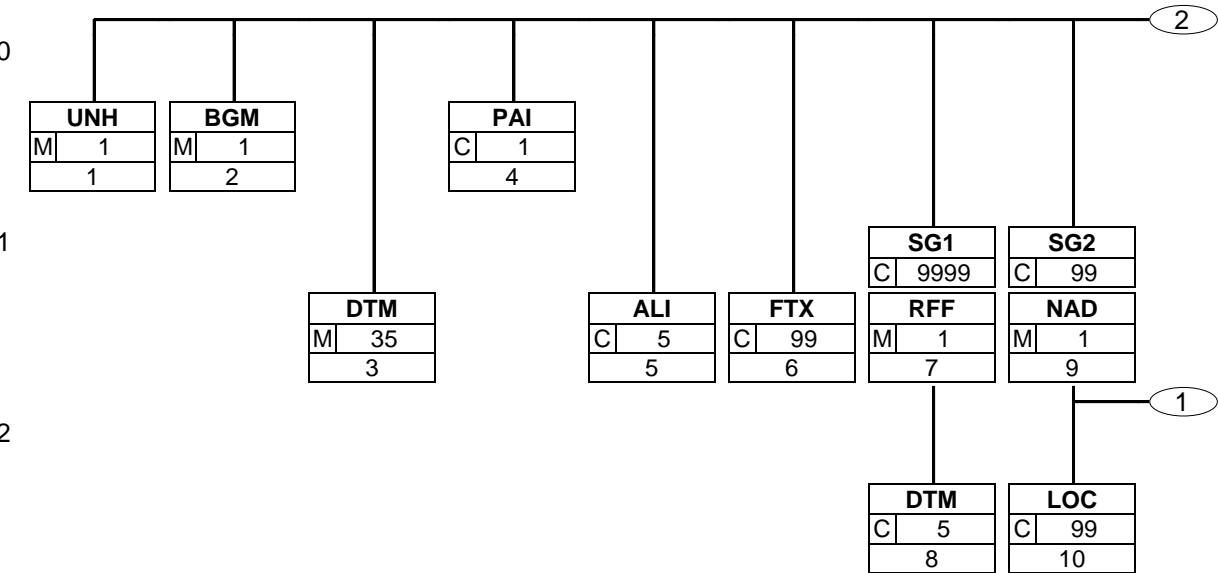 2
0
UNH BGM PAI
M 1 M 1 C 1
1 2 4
1
SG1 SG2
C 9999 C 99
DTM ALI FTX RFF NAD
M 35 C 5 C 99 M 1 M 1
3 5 6 7 9
1
2
DTM LOC
C 5 C 99
8 10